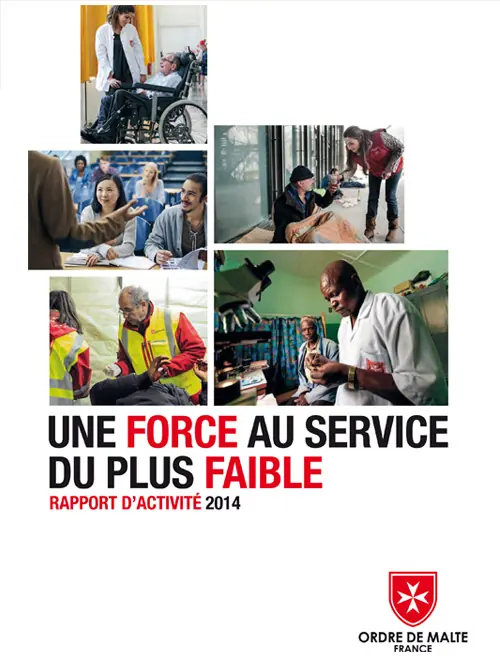 UNE FORCE AU SERVICE
DU PLUS FAIBLE
RAPPORT D'ACTIVITÉ 2014
ORDRE DE MALTE
FRANCE